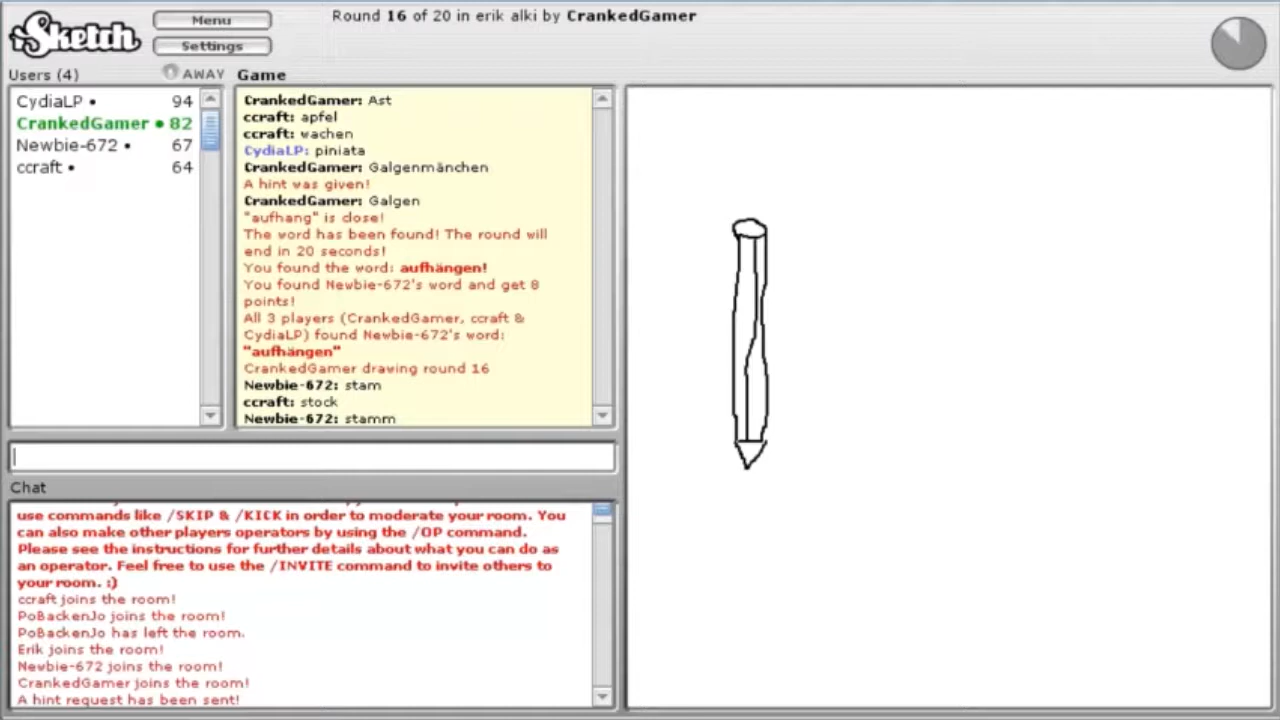 iSketch
Menu
Settings
Round 16 of 20 in erik alki by CrankedGamer
Users (4)
AWAY
CydiaLP • 94
CrankedGamer • 82
Newbie-672 • 67
ccraft • 64
Game
CrankedGamer: Ast
ccraft: apfel
ccraft: wachen
CydiaLP: piniata
CrankedGamer: Galgenmänchen
A hint was given!
CrankedGamer: Galgen
"aufhang" is close!
The word has been found! The round will
end in 20 seconds!
You found the word: aufhängen!
You found Newbie-672's word and get 8
points!
All 3 players (CrankedGamer, ccraft &
CydiaLP) found Newbie-672's word:
"aufhängen"
CrankedGamer drawing round 16
Newbie-672: stam
ccraft: stock
Newbie-672: stamm
Chat
use commands like /SKIP & /KICK in order to moderate your room. You
can also make other players operators by using the /OP command.
Please see the instructions for further details about what you can do as
an operator. Feel free to use the /INVITE command to invite others to
your room. :)
ccraft joins the room!
PoBackenJo joins the room!
PoBackenJo has left the room.
Erik joins the room!
Newbie-672 joins the room!
CrankedGamer joins the room!
A hint request has been sent!